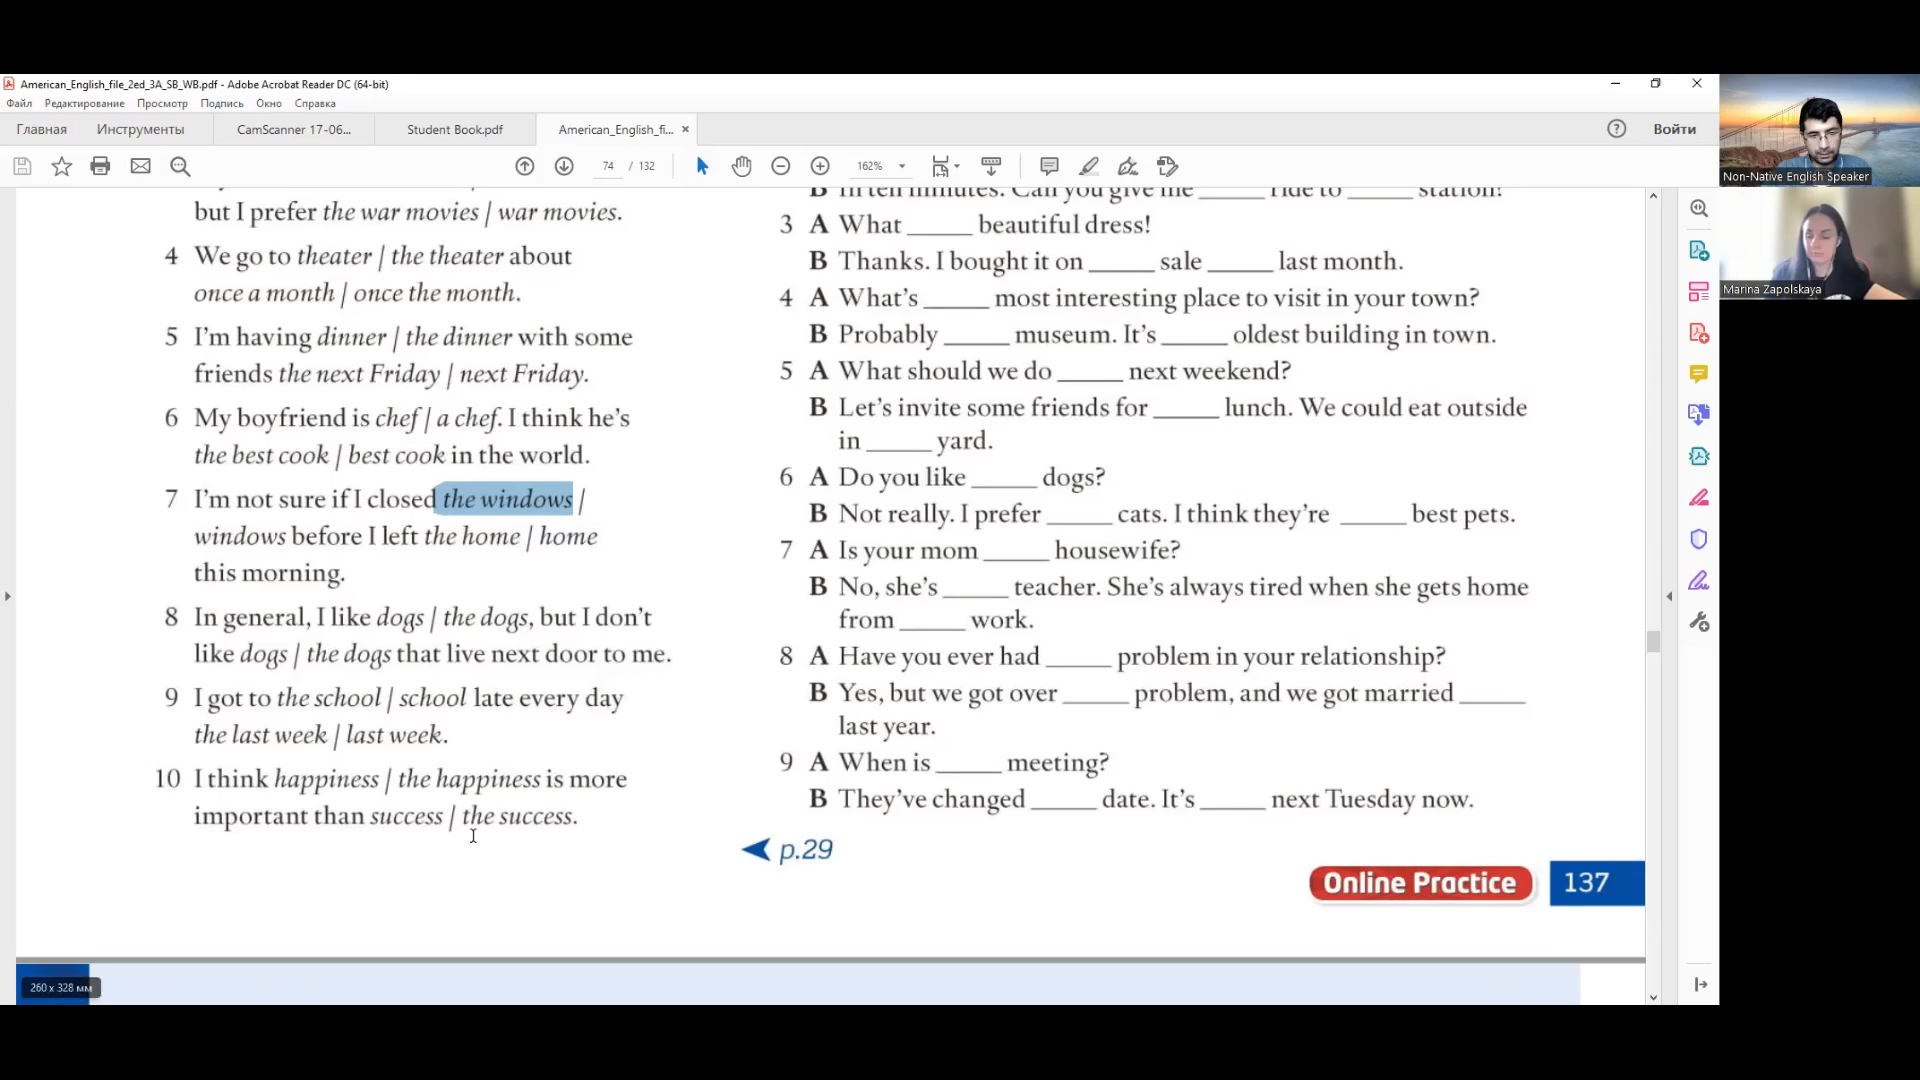 American_English_file_2ed_3A_SB_WB.pdf - Adobe Acrobat Reader DC (64-bit)
Файл Редактирование Просмотр Подпись Окно Справка
Главная Инструменты CamScanner 17-06... Student Book.pdf American_English_fi... × Войти
74 / 132 162%
but I prefer the war movies | war movies.
4 We go to theater | the theater about
once a month | once the month.
5 I'm having dinner | the dinner with some
friends the next Friday | next Friday.
6 My boyfriend is chef | a chef. I think he's
the best cook | best cook in the world.
7 I'm not sure if I closed the windows |
windows before I left the home | home
this morning.
8 In general, I like dogs | the dogs, but I don't
like dogs | the dogs that live next door to me.
9 I got to the school | school late every day
the last week | last week.
10 I think happiness | the happiness is more
important than success | the success.
B In ten minutes. Can you give me _____ ride to _____ station?
3 A What _____ beautiful dress!
B Thanks. I bought it on _____ sale _____ last month.
4 A What's _____ most interesting place to visit in your town?
B Probably _____ museum. It's _____ oldest building in town.
5 A What should we do _____ next weekend?
B Let's invite some friends for _____ lunch. We could eat outside
in _____ yard.
6 A Do you like _____ dogs?
B Not really. I prefer _____ cats. I think they're _____ best pets.
7 A Is your mom _____ housewife?
B No, she's _____ teacher. She's always tired when she gets home
from _____ work.
8 A Have you ever had _____ problem in your relationship?
B Yes, but we got over _____ problem, and we got married _____
last year.
9 A When is _____ meeting?
B They've changed _____ date. It's _____ next Tuesday now.
p.29
Online Practice 137
260 x 328 мм
Non-Native English Speaker
Marina Zapolskaya